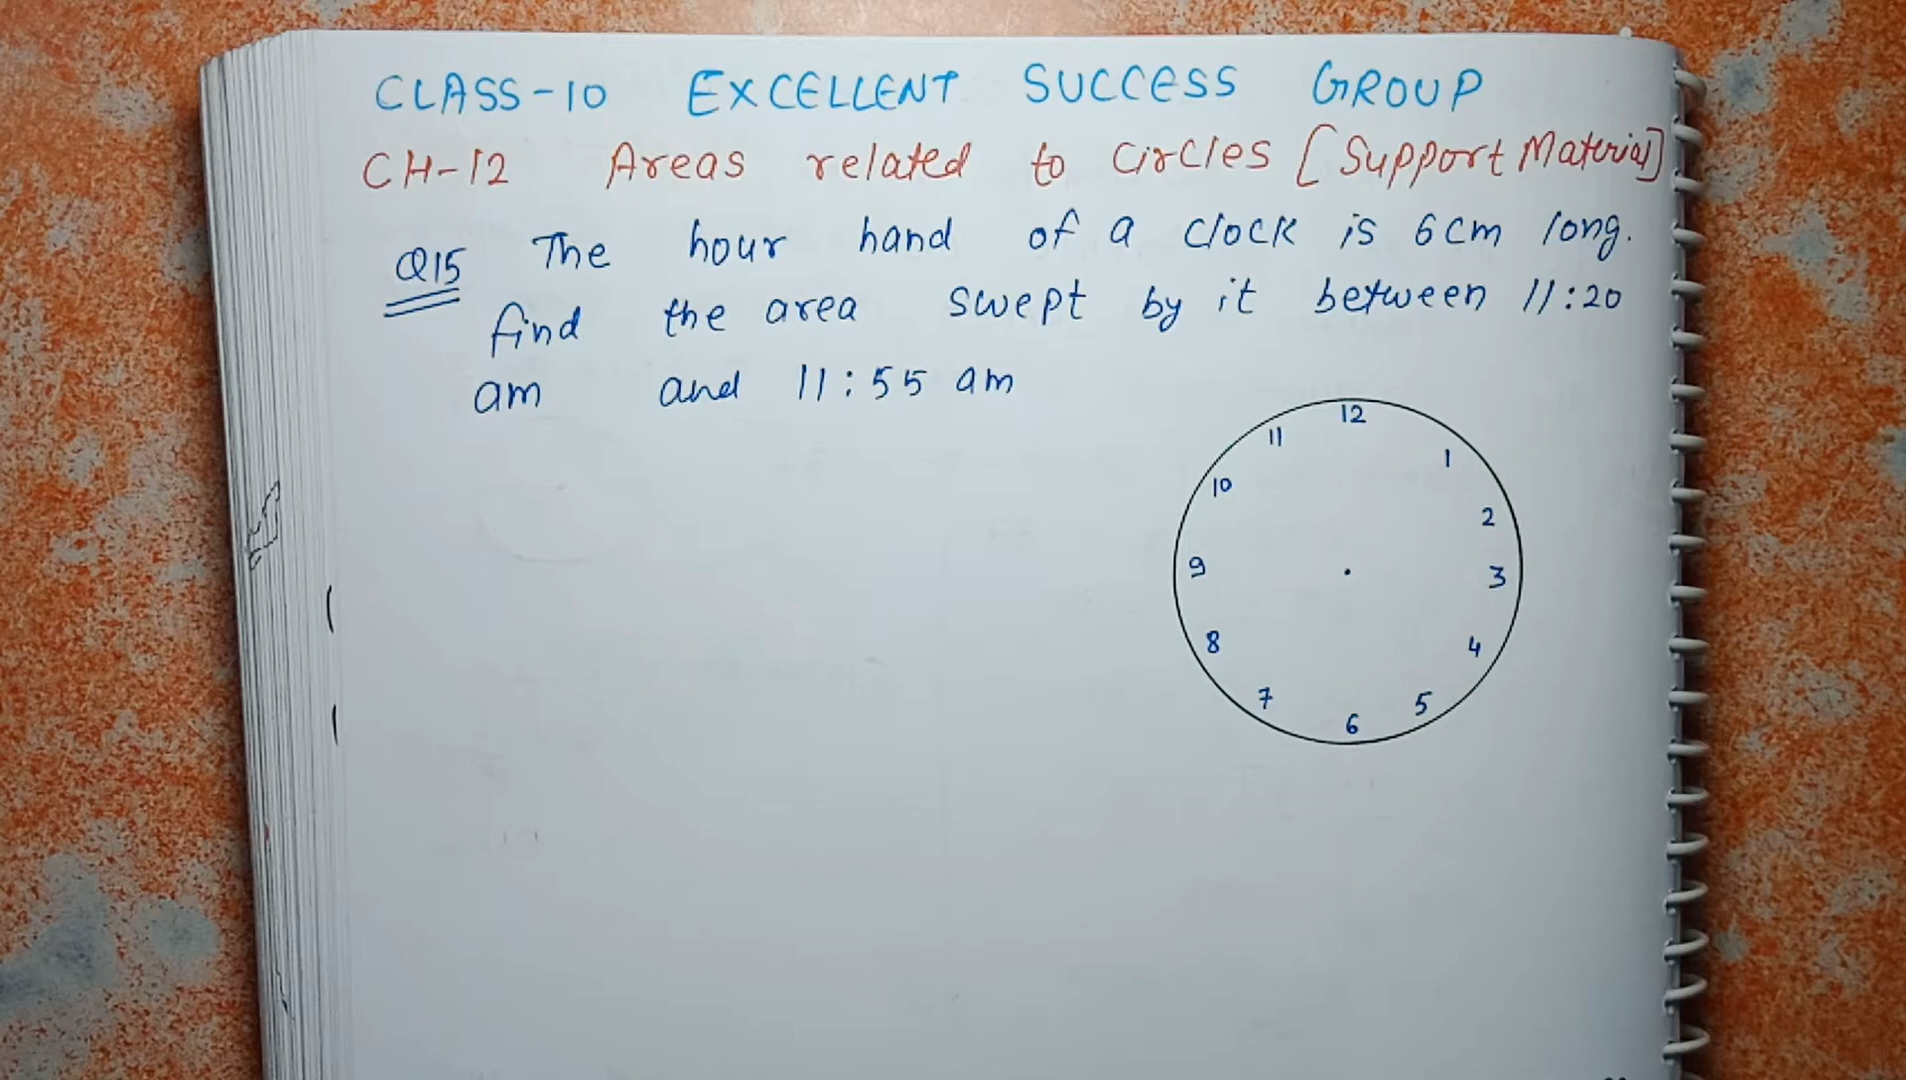 CLASS-10 EXCELLENT SUCCESS GROUP
CH-12 Areas related to Circles [Support Material]
Q15 The hour hand of a clock is 6cm long.
find the area swept by it between 11:20
am and 11:55 am
12
11
1
10
2
9
3
8
4
7
5
6